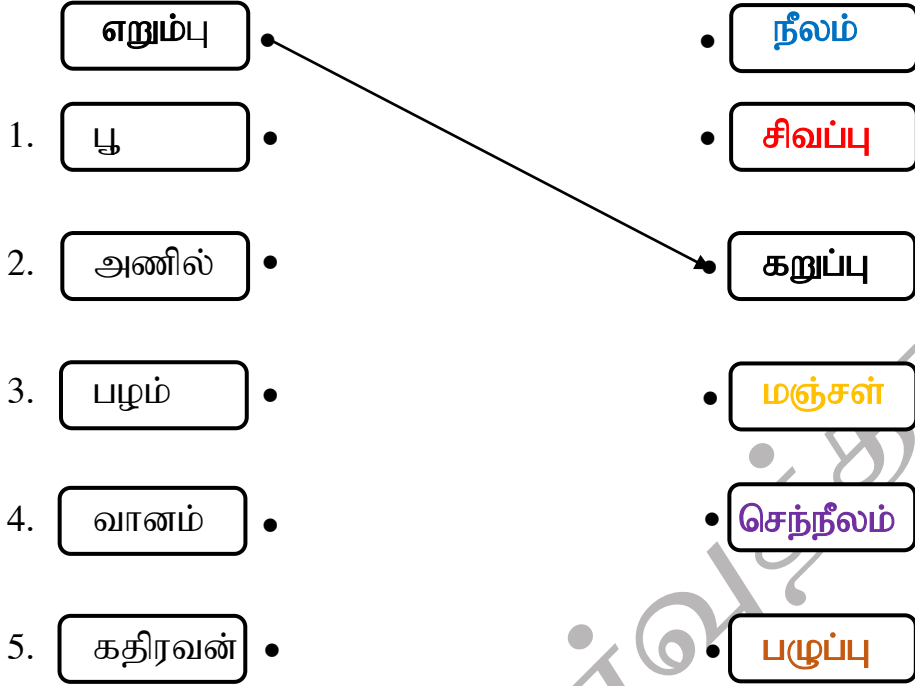 எறும்பு நீலம்
1. பூ சிவப்பு
2. அணில் கறுப்பு
3. பழம் மஞ்சள்
4. வானம் செந்நீலம்
5. கதிரவன் பழுப்பு